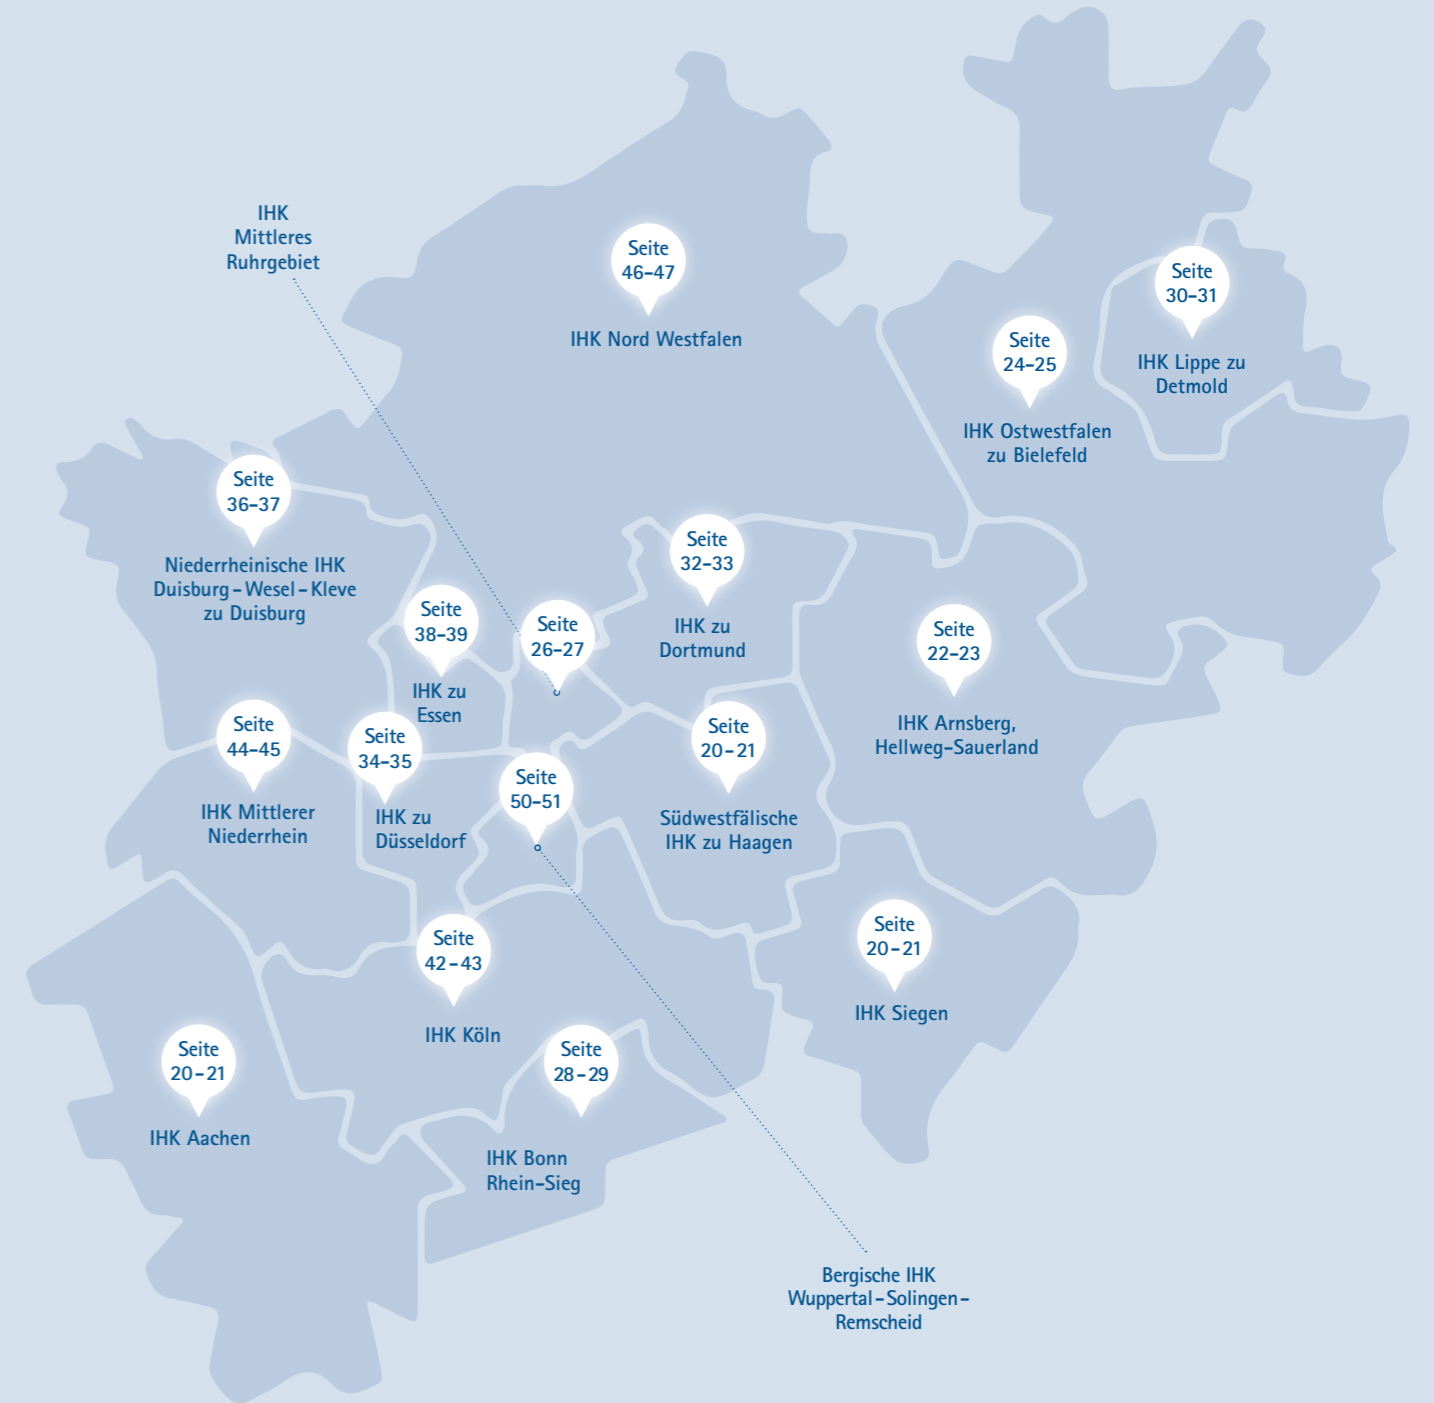 IHK
Mittleres
Ruhrgebiet
Seite
46–47
IHK Nord Westfalen
Seite
30–31
IHK Lippe zu
Detmold
Seite
24–25
IHK Ostwestfalen
zu Bielefeld
Seite
36–37
Niederrheinische IHK
Duisburg – Wesel – Kleve
zu Duisburg
Seite
38–39
IHK zu
Essen
Seite
26–27
Seite
32–33
IHK zu
Dortmund
Seite
22–23
IHK Arnsberg,
Hellweg-Sauerland
Seite
44–45
IHK Mittlerer
Niederrhein
Seite
34–35
IHK zu
Düsseldorf
Seite
50–51
Seite
20–21
Südwestfälische
IHK zu Haagen
Seite
42–43
IHK Köln
Seite
20–21
IHK Siegen
Seite
20–21
IHK Aachen
Seite
28–29
IHK Bonn
Rhein-Sieg
Bergische IHK
Wuppertal – Solingen –
Remscheid